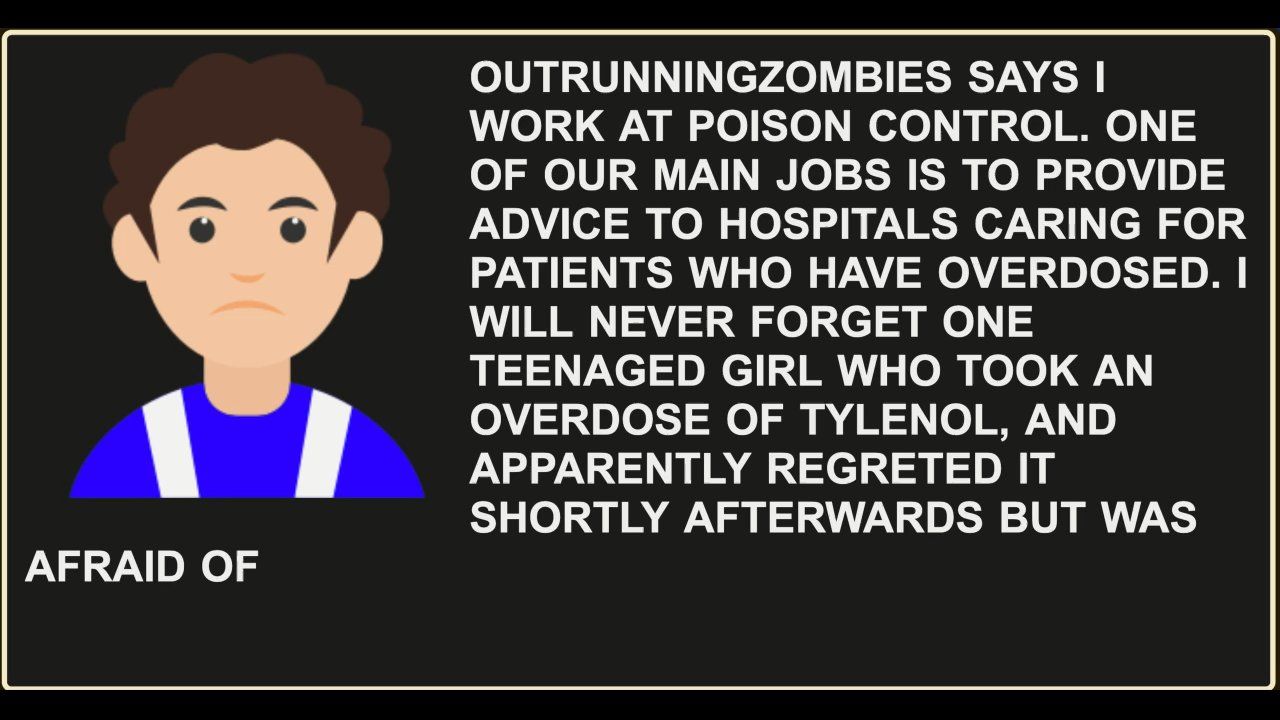 OUTRUNNINGZOMBIES SAYS I
WORK AT POISON CONTROL. ONE
OF OUR MAIN JOBS IS TO PROVIDE
ADVICE TO HOSPITALS CARING FOR
PATIENTS WHO HAVE OVERDOSED. I
WILL NEVER FORGET ONE
TEENAGED GIRL WHO TOOK AN
OVERDOSE OF TYLENOL, AND
APPARENTLY REGRETED IT
SHORTLY AFTERWARDS BUT WAS
AFRAID OF